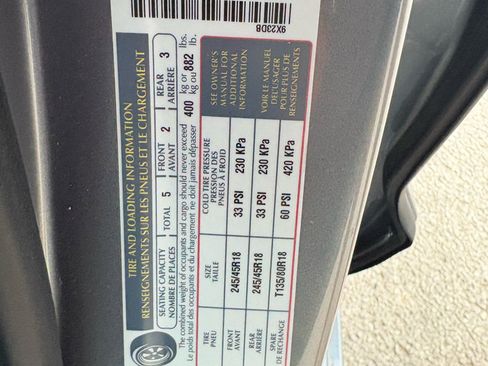 TIRE AND LOADING INFORMATION
RENSEIGNEMENTS SUR LES PNEUS ET LE CHARGEMENT
SEATING CAPACITY TOTAL 5 FRONT 2 REAR 3
NOMBRE DE PLACES AVANT ARRIÈRE
The combined weight of occupants and cargo should never exceed 400 kg or 882 lbs.
Le poids total des occupants et du chargement ne doit jamais dépasser kg ou lb.
TIRE SIZE COLD TIRE PRESSURE SEE OWNER'S
PNEU TAILLE PRESSION DES MANUAL FOR
PNEUS À FROID ADDITIONAL
INFORMATION
FRONT 245/45R18 33 PSI 230 KPa
AVANT
REAR 245/45R18 33 PSI 230 KPa VOIR LE MANUEL
ARRIÈRE DE L'USAGER
SPARE T135/80R18 60 PSI 420 KPa POUR PLUS DE
DE RECHANGE RENSEIGNEMENTS
9X23DB